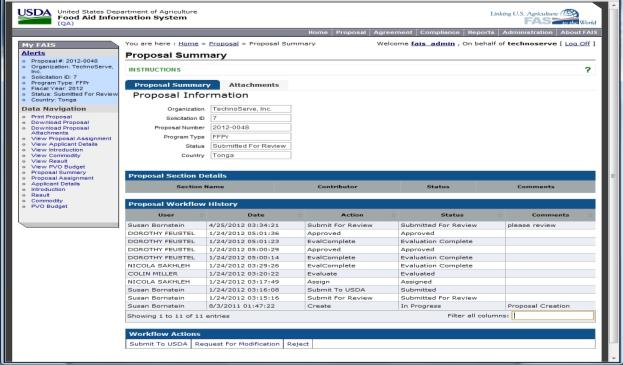 USDA United States Department of Agriculture
Food Aid Information System
(QA)
Linking U.S. Agriculture
FAS to the World
Home Proposal Agreement Compliance Reports Administration About FAIS
My FAIS
Alerts
Proposal #: 2012-0048
Organization: TechnoServe, Inc.
Solicitation ID: 7
Program Type: FFPr
Fiscal Year: 2012
Status: Submitted For Review
Country: Tonga
Data Navigation
Print Proposal
Download Proposal
Download Proposal Attachments
View Proposal Assignment
View Applicant Details
View Introduction
View Commodity
View Result
View PVO Budget
Proposal Summary
Proposal Assignment
Applicant Details
Introduction
Result
Commodity
PVO Budget
You are here : Home » Proposal » Proposal Summary
Welcome fais_admin , On behalf of technoserve [ Log Off ]
Proposal Summary
INSTRUCTIONS ?
Proposal Summary Attachments
Proposal Information
Organization TechnoServe, Inc.
Solicitation ID 7
Proposal Number 2012-0048
Program Type FFPr
Status Submitted For Review
Country Tonga
Proposal Section Details
Section Name Contributor Status Comments
Proposal Workflow History
User Date Action Status Comments
Susan Bornstein 4/25/2012 03:34:21 Submit For Review Submitted For Review please review
DOROTHY FEUSTEL 1/24/2012 05:01:36 Approved Approved
DOROTHY FEUSTEL 1/24/2012 05:01:23 EvalComplete Evaluation Complete
DOROTHY FEUSTEL 1/24/2012 05:00:29 Approved Approved
DOROTHY FEUSTEL 1/24/2012 05:00:14 EvalComplete Evaluation Complete
NICOLA SAKHLEH 1/24/2012 03:29:26 EvalComplete Evaluation Complete
COLIN MILLER 1/24/2012 03:20:22 Evaluate Evaluated
NICOLA SAKHLEH 1/24/2012 03:17:49 Assign Assigned
Susan Bornstein 1/24/2012 03:16:08 Submit To USDA Submitted
Susan Bornstein 1/24/2012 03:15:16 Submit For Review Submitted For Review
Susan Bornstein 8/3/2011 01:47:22 Create In Progress Proposal Creation
Showing 1 to 11 of 11 entries
Filter all columns:
Workflow Actions
Submit To USDA Request For Modification Reject